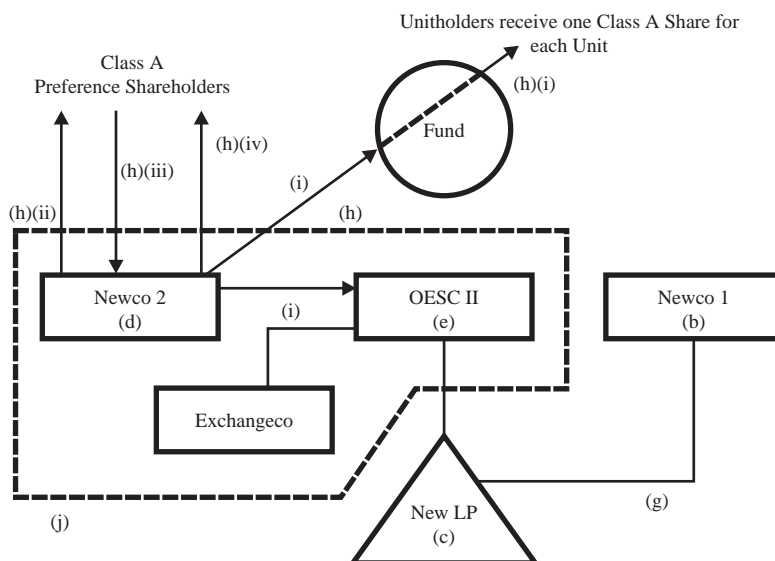 Unitholders receive one Class A Share for
each Unit
Class A
Preference Shareholders
(h)(i)
Fund
(h)(iv)
(h)(iii)
(i)
(h)(ii)
(h)
Newco 2
(d)
OESC II
(e)
Newco 1
(b)
(i)
Exchangeco
(g)
New LP
(c)
(j)